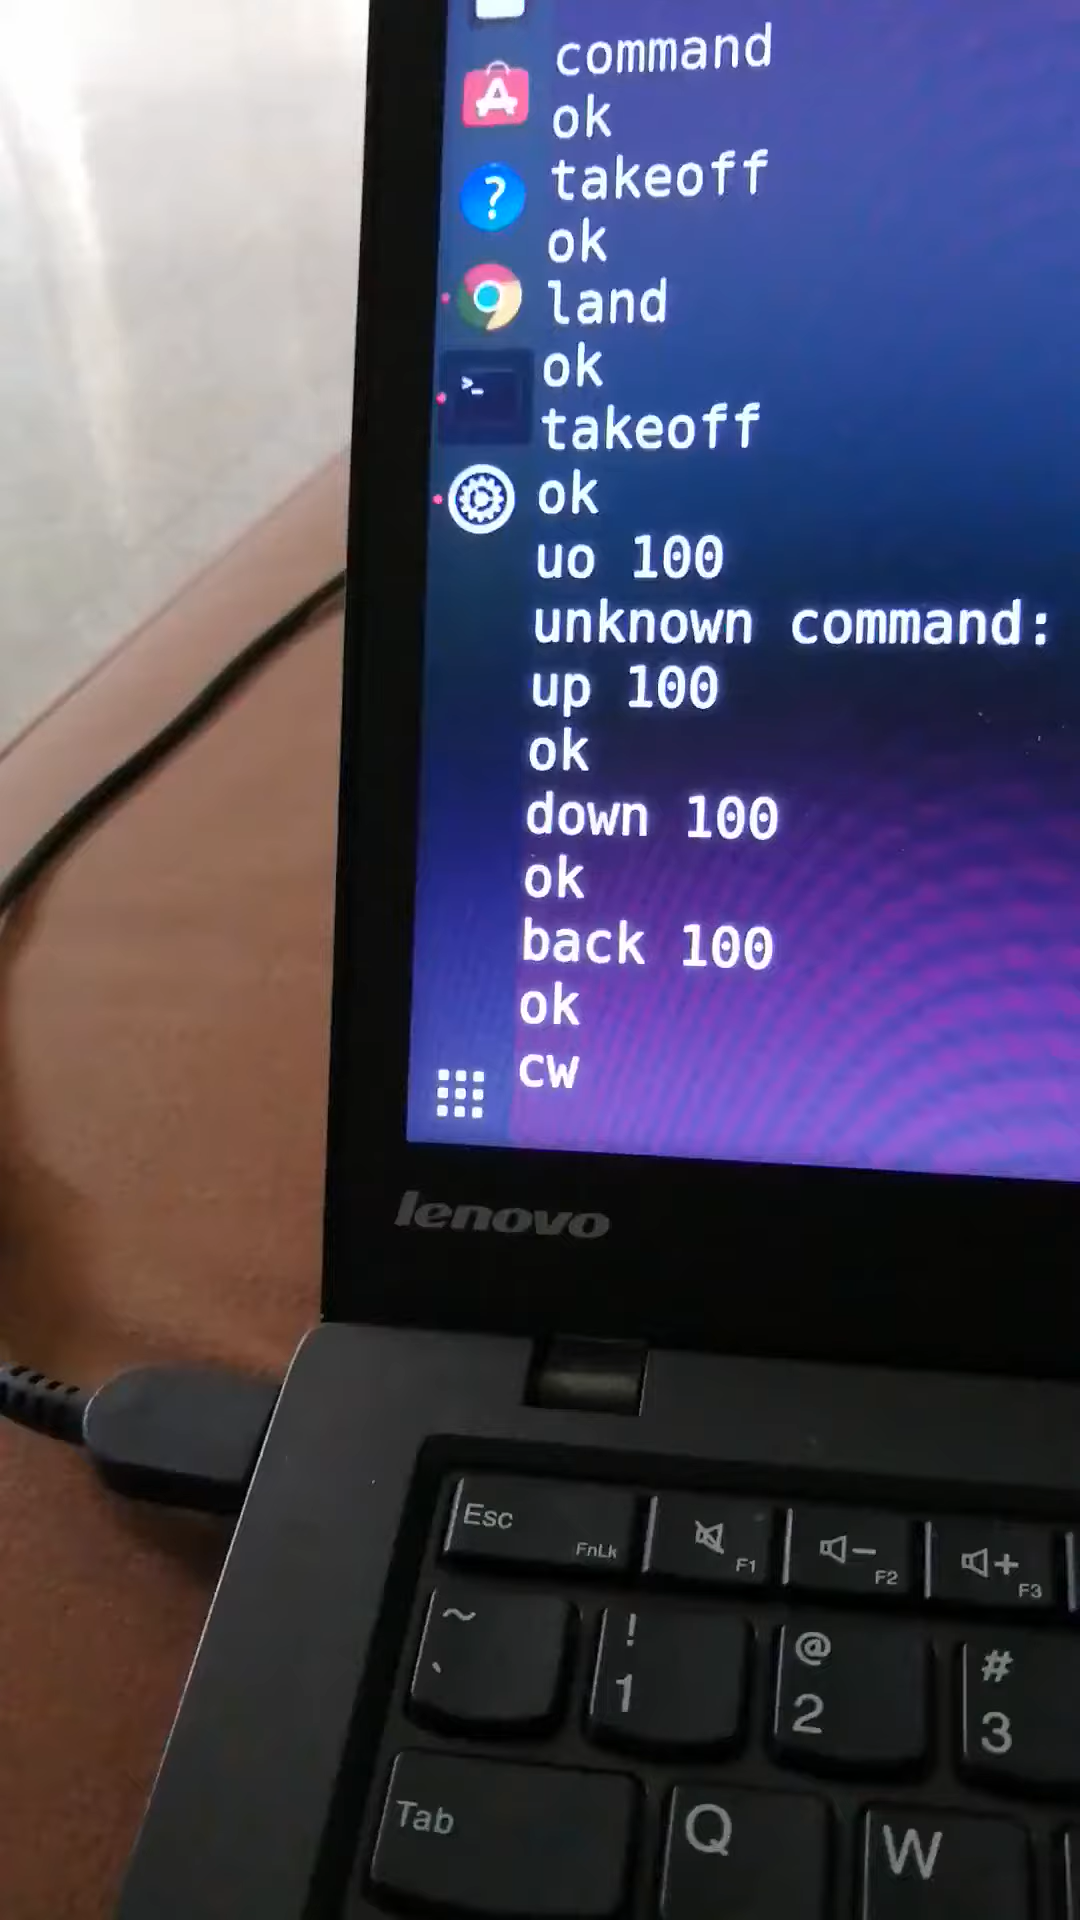 command
ok
takeoff
ok
land
ok
takeoff
ok
uo 100
unknown command:
up 100
ok
down 100
ok
back 100
ok
cw
lenovo
Esc
FnLk
F1
F2
F3
~
`
!
1
@
2
#
3
Tab
Q
W